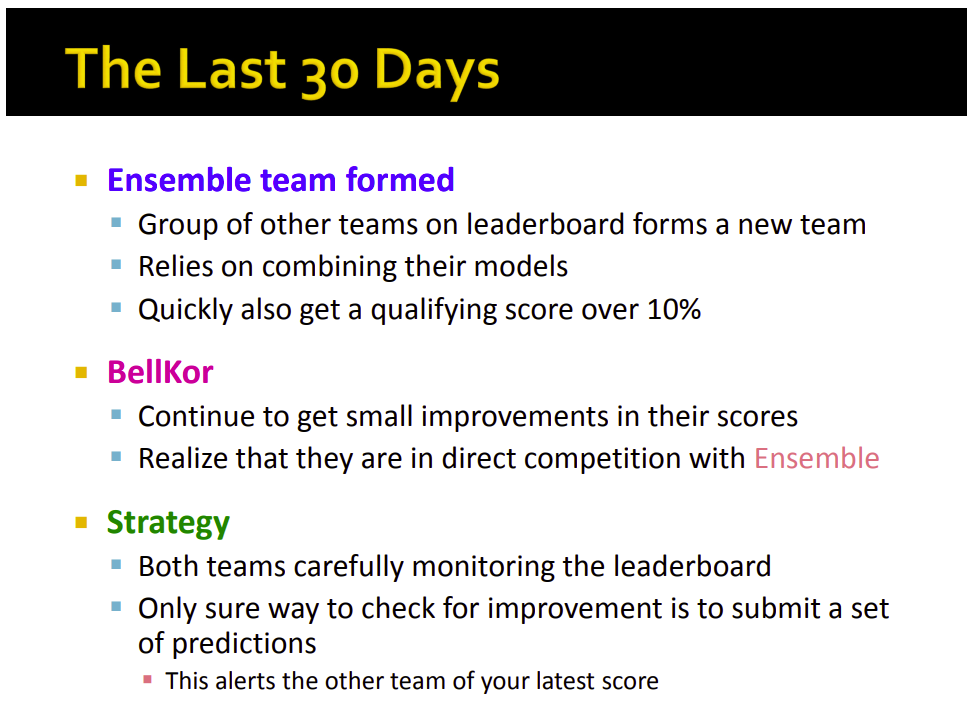 The Last 30 Days
Ensemble team formed
Group of other teams on leaderboard forms a new team
Relies on combining their models
Quickly also get a qualifying score over 10%
BellKor
Continue to get small improvements in their scores
Realize that they are in direct competition with Ensemble
Strategy
Both teams carefully monitoring the leaderboard
Only sure way to check for improvement is to submit a set
of predictions
This alerts the other team of your latest score